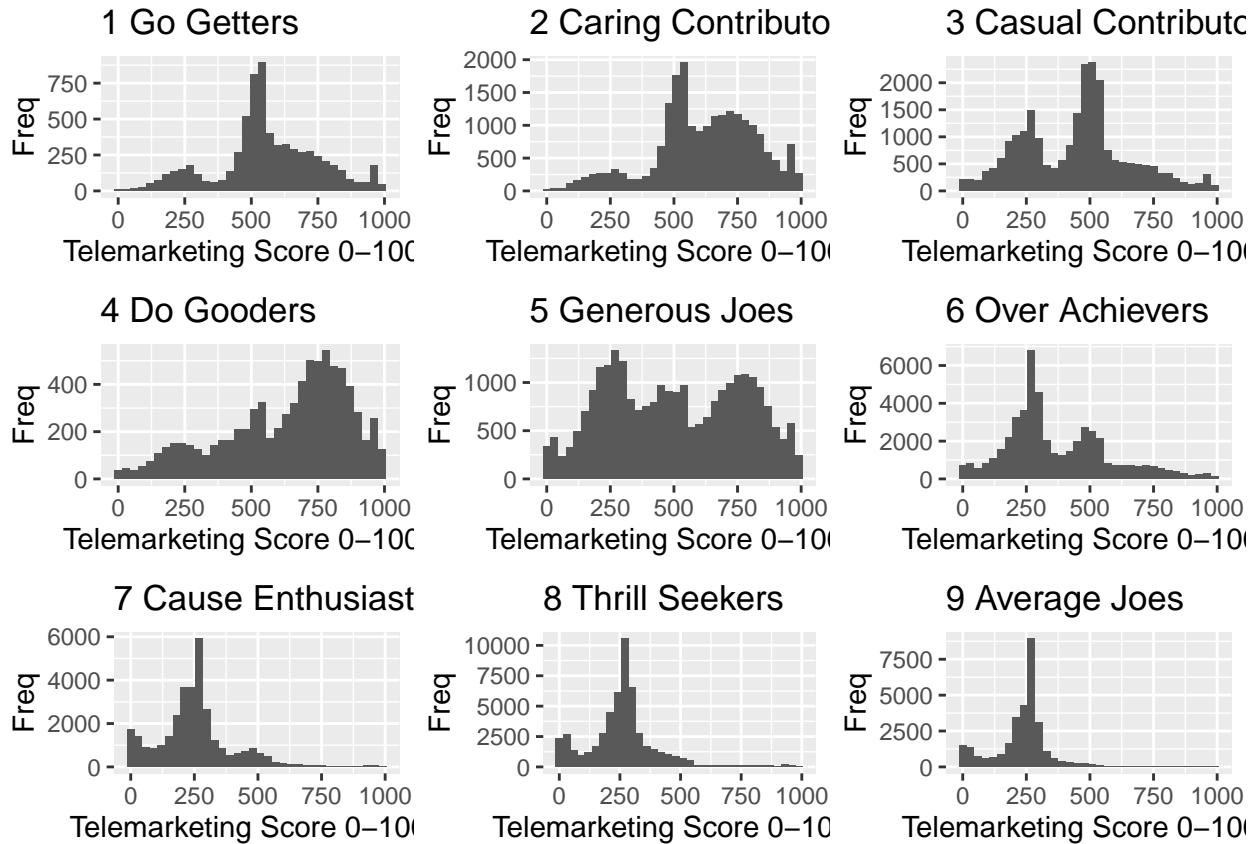 1 Go Getters
Freq
750
500
250
0
0 250 500 750 1000
Telemarketing Score 0−100
2 Caring Contributo
Freq
2000
1500
1000
500
0
0 250 500 750 1000
Telemarketing Score 0−100
3 Casual Contributo
Freq
2000
1500
1000
500
0
0 250 500 750 1000
Telemarketing Score 0−100
4 Do Gooders
Freq
400
200
0
0 250 500 750 1000
Telemarketing Score 0−100
5 Generous Joes
Freq
1000
500
0
0 250 500 750 1000
Telemarketing Score 0−100
6 Over Achievers
Freq
6000
4000
2000
0
0 250 500 750 1000
Telemarketing Score 0−100
7 Cause Enthusiast
Freq
6000
4000
2000
0
0 250 500 750 1000
Telemarketing Score 0−100
8 Thrill Seekers
Freq
10000
7500
5000
2500
0
0 250 500 750 1000
Telemarketing Score 0−10
9 Average Joes
Freq
7500
5000
2500
0
0 250 500 750 1000
Telemarketing Score 0−100